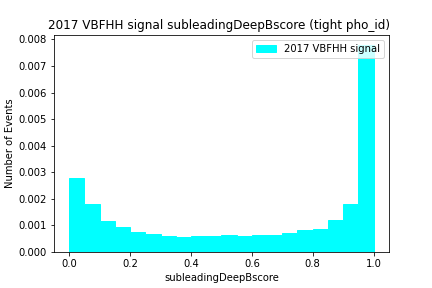 2017 VBFHH signal subleadingDeepBscore (tight pho_id)
2017 VBFHH signal
Number of Events
0.008
0.007
0.006
0.005
0.004
0.003
0.002
0.001
0.000
0.0 0.2 0.4 0.6 0.8 1.0
subleadingDeepBscore